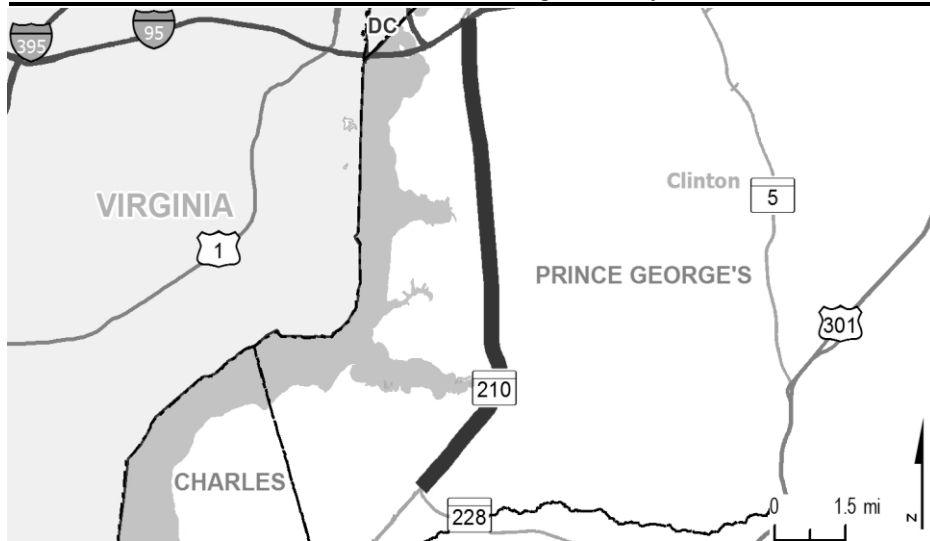 DC
395
95
Clinton
5
VIRGINIA
1
PRINCE GEORGE'S
301
210
CHARLES
228
0 1.5 mi
N